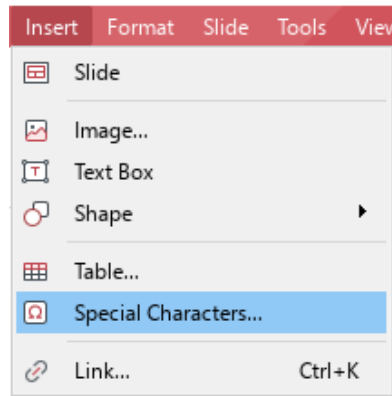 Insert Format Slide Tools View
Slide
Image...
Text Box
Shape
Table...
Special Characters...
Link... Ctrl+K